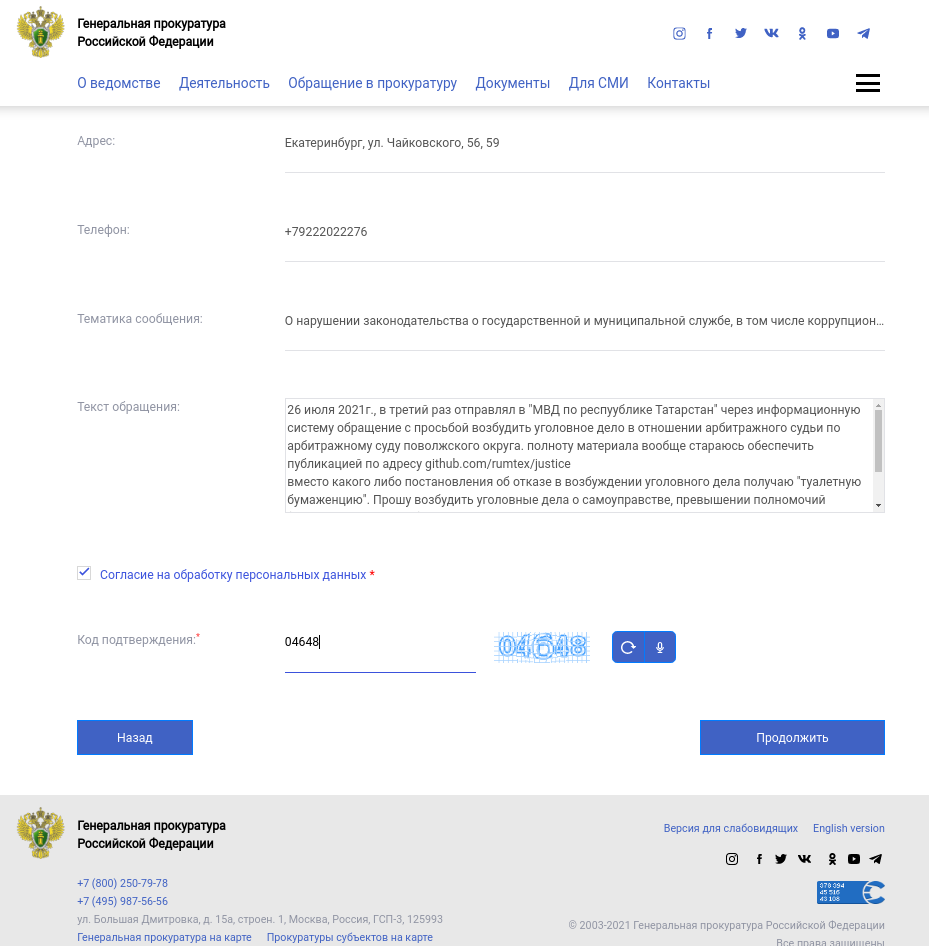 Генеральная прокуратура
Российской Федерации
О ведомстве Деятельность Обращение в прокуратуру Документы Для СМИ Контакты
Адрес: Екатеринбург, ул. Чайковского, 56, 59
Телефон: +79222022276
Тематика сообщения: О нарушении законодательства о государственной и муниципальной службе, в том числе коррупцион...
Текст обращения:
26 июля 2021г., в третий раз отправлял в "МВД по респуублике Татарстан" через информационную
систему обращение с просьбой возбудить уголовное дело в отношении арбитражного судьи по
арбитражному суду поволжского округа. полноту материала вообще стараюсь обеспечить
публикацией по адресу github.com/rumtex/justice
вместо какого либо постановления об отказе в возбуждении уголовного дела получаю "туалетную
бумаженцию". Прошу возбудить уголовные дела о самоуправстве, превышении полномочий
Согласие на обработку персональных данных *
Код подтверждения:* 04648 04648
Назад Продолжить
Генеральная прокуратура
Российской Федерации
Версия для слабовидящих English version
+7 (800) 250-79-78
+7 (495) 987-56-56
ул. Большая Дмитровка, д. 15а, строен. 1, Москва, Россия, ГСП-3, 125993
Генеральная прокуратура на карте Прокуратуры субъектов на карте
370 394
45 516
43 108
© 2003-2021 Генеральная прокуратура Российской Федерации
Все права защищены